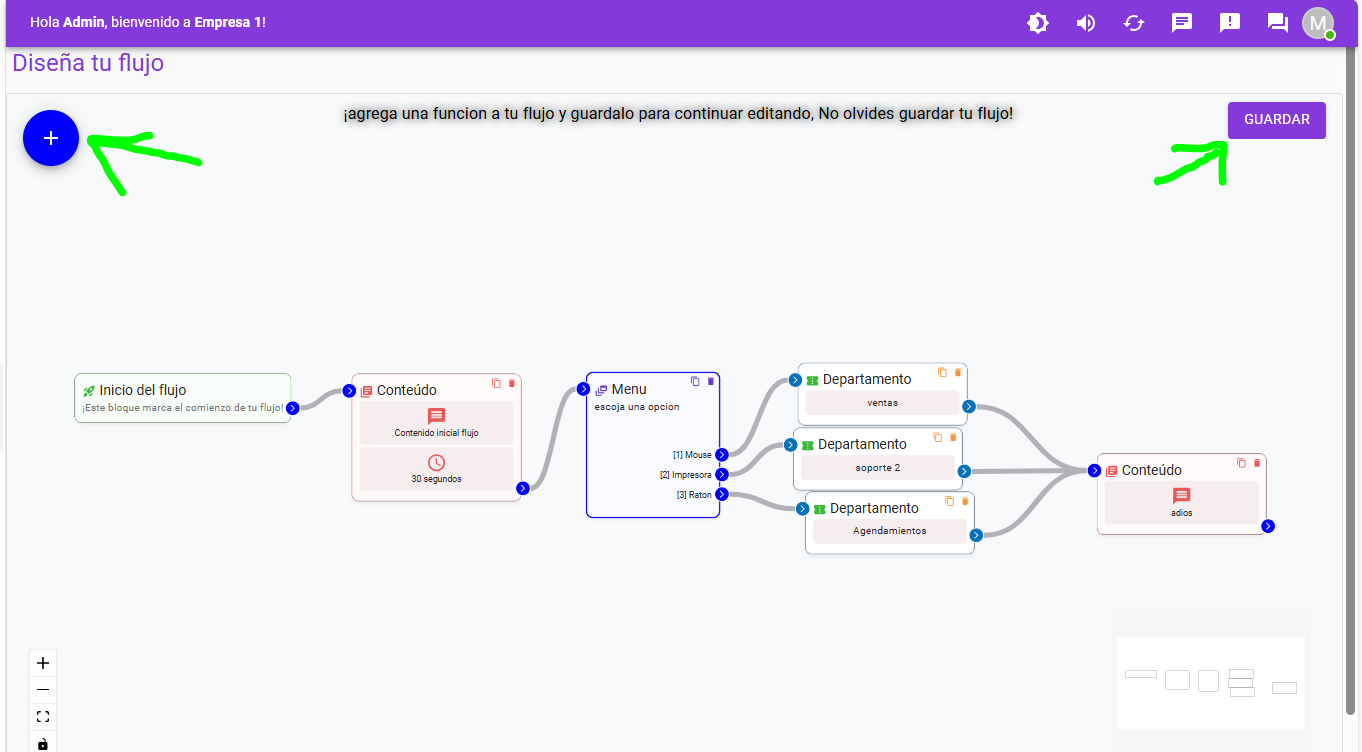 Hola Admin, bienvenido a Empresa 1!
M
Diseña tu flujo
¡agrega una funcion a tu flujo y guardalo para continuar editando, No olvides guardar tu flujo!
GUARDAR
Inicio del flujo
¡Este bloque marca el comienzo de tu flujo!
Conteúdo
Contenido inicial flujo
30 segundos
Menu
escoja una opcion
[1] Mouse
[2] Impresora
[3] Raton
Departamento
ventas
Departamento
soporte 2
Departamento
Agendamientos
Conteúdo
adios